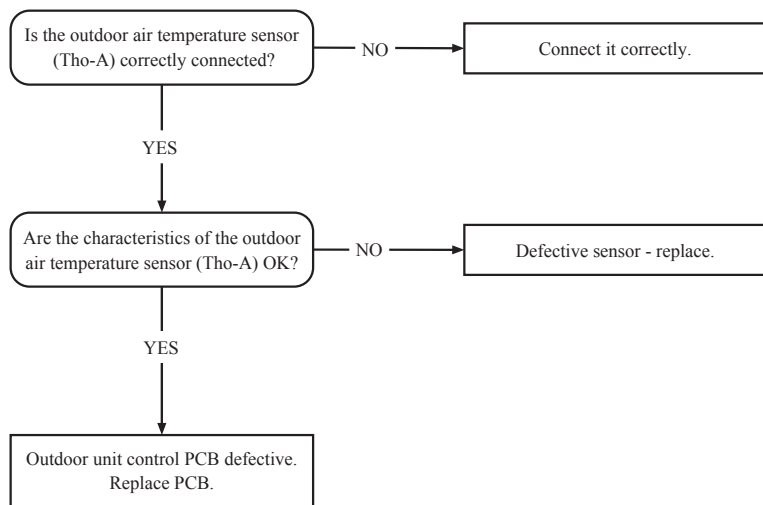 Is the outdoor air temperature sensor
(Tho-A) correctly connected?
NO
Connect it correctly.
YES
Are the characteristics of the outdoor
air temperature sensor (Tho-A) OK?
NO
Defective sensor - replace.
YES
Outdoor unit control PCB defective.
Replace PCB.